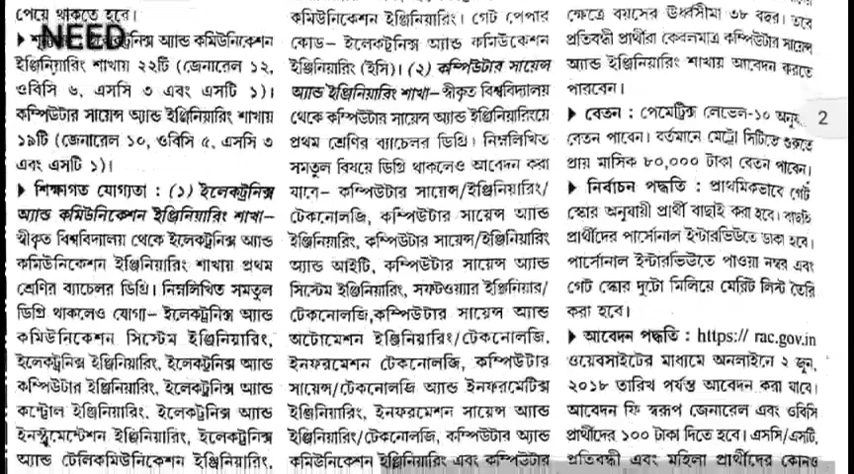 পেয়ে থাকতে হবে।
NEED
ইলেকট্রনিক্স অ্যান্ড কমিউনিকেশন
ইঞ্জিনিয়ারিং শাখায় ২২টি (জেনারেল ১২,
ওবিসি ৬, এসসি ৩ এবং এসটি ১)।
কম্পিউটার সায়েন্স অ্যান্ড ইঞ্জিনিয়ারিং শাখায়
১৯টি (জেনারেল ১০, ওবিসি ৫, এসসি ৩
এবং এসটি ১)।
▶ শিক্ষাগত যোগ্যতা : (১) ইলেকট্রনিক্স
অ্যান্ড কমিউনিকেশন ইঞ্জিনিয়ারিং শাখা–
স্বীকৃত বিশ্ববিদ্যালয় থেকে ইলেকট্রনিক্স অ্যান্ড
কমিউনিকেশন ইঞ্জিনিয়ারিং শাখায় প্রথম
শ্রেণির ব্যাচেলর ডিগ্রি। নিম্নলিখিত সমতুল
ডিগ্রি থাকলেও যোগ্য– ইলেকট্রনিক্স অ্যান্ড
কমিউনিকেশন সিস্টেম ইঞ্জিনিয়ারিং,
ইলেকট্রনিক্স ইঞ্জিনিয়ারিং, ইলেকট্রনিক্স অ্যান্ড
কম্পিউটার ইঞ্জিনিয়ারিং, ইলেকট্রনিক্স অ্যান্ড
কন্ট্রোল ইঞ্জিনিয়ারিং, ইলেকট্রনিক্স অ্যান্ড
ইনস্ট্রুমেন্টেশন ইঞ্জিনিয়ারিং, ইলেকট্রনিক্স
অ্যান্ড টেলিকমিউনিকেশন ইঞ্জিনিয়ারিং,
কমিউনিকেশন ইঞ্জিনিয়ারিং। গেট পেপার
কোড– ইলেকট্রনিক্স অ্যান্ড কমিউনিকেশন
ইঞ্জিনিয়ারিং (ইসি)। (২) কম্পিউটার সায়েন্স
অ্যান্ড ইঞ্জিনিয়ারিং শাখা– স্বীকৃত বিশ্ববিদ্যালয়
থেকে কম্পিউটার সায়েন্স অ্যান্ড ইঞ্জিনিয়ারিংয়ে
প্রথম শ্রেণির ব্যাচেলর ডিগ্রি। নিম্নলিখিত
সমতুল বিষয়ে ডিগ্রি থাকলেও আবেদন করা
যাবে– কম্পিউটার সায়েন্স/ইঞ্জিনিয়ারিং/
টেকনোলজি, কম্পিউটার সায়েন্স অ্যান্ড
ইঞ্জিনিয়ারিং, কম্পিউটার সায়েন্স/ইঞ্জিনিয়ারিং
অ্যান্ড আইটি, কম্পিউটার সায়েন্স অ্যান্ড
সিস্টেম ইঞ্জিনিয়ারিং, সফটওয়্যার ইঞ্জিনিয়ার/
টেকনোলজি,কম্পিউটার সায়েন্স অ্যান্ড
অটোমেশন ইঞ্জিনিয়ারিং/টেকনোলজি,
ইনফরমেশন টেকনোলজি, কম্পিউটার
সায়েন্স/টেকনোলজি অ্যান্ড ইনফরমেটিক্স
ইঞ্জিনিয়ারিং, ইনফরমেশন সায়েন্স অ্যান্ড
ইঞ্জিনিয়ারিং/টেকনোলজি, কম্পিউটার অ্যান্ড
কমিউনিকেশন ইঞ্জিনিয়ারিং এবং কম্পিউটার
ক্ষেত্রে বয়সের উর্ধ্বসীমা ৩৮ বছর। তবে
প্রতিবন্ধী প্রার্থীরা কেবলমাত্র কম্পিউটার সায়েন্স
অ্যান্ড ইঞ্জিনিয়ারিং শাখায় আবেদন করতে
পারবেন।
▶ বেতন : পেমেট্রিক্স লেভেল-১০
2
বেতন পাবেন। বর্তমানে মেট্রো সিটিতে শুরুতে
প্রায় মাসিক ৮০,০০০ টাকা বেতন পাবেন।
▶ নির্বাচন পদ্ধতি : প্রাথমিকভাবে গেট
স্কোর অনুযায়ী প্রার্থী বাছাই করা হবে। বাছাই
প্রার্থীদের পার্সোনাল ইন্টারভিউতে ডাকা হবে।
পার্সোনাল ইন্টারভিউতে পাওয়া নম্বর এবং
গেট স্কোর দুটো মিলিয়ে মেরিট লিস্ট তৈরি
করা হবে।
▶ আবেদন পদ্ধতি : https:// rac.gov.in
ওয়েবসাইটের মাধ্যমে অনলাইনে ২ জুন,
২০১৮ তারিখ পর্যন্ত আবেদন করা যাবে।
আবেদন ফি স্বরূপ জেনারেল এবং ওবিসি
প্রার্থীদের ১০০ টাকা দিতে হবে। এসসি/এসটি,
প্রতিবন্ধী এবং মহিলা প্রার্থীদের কোনও